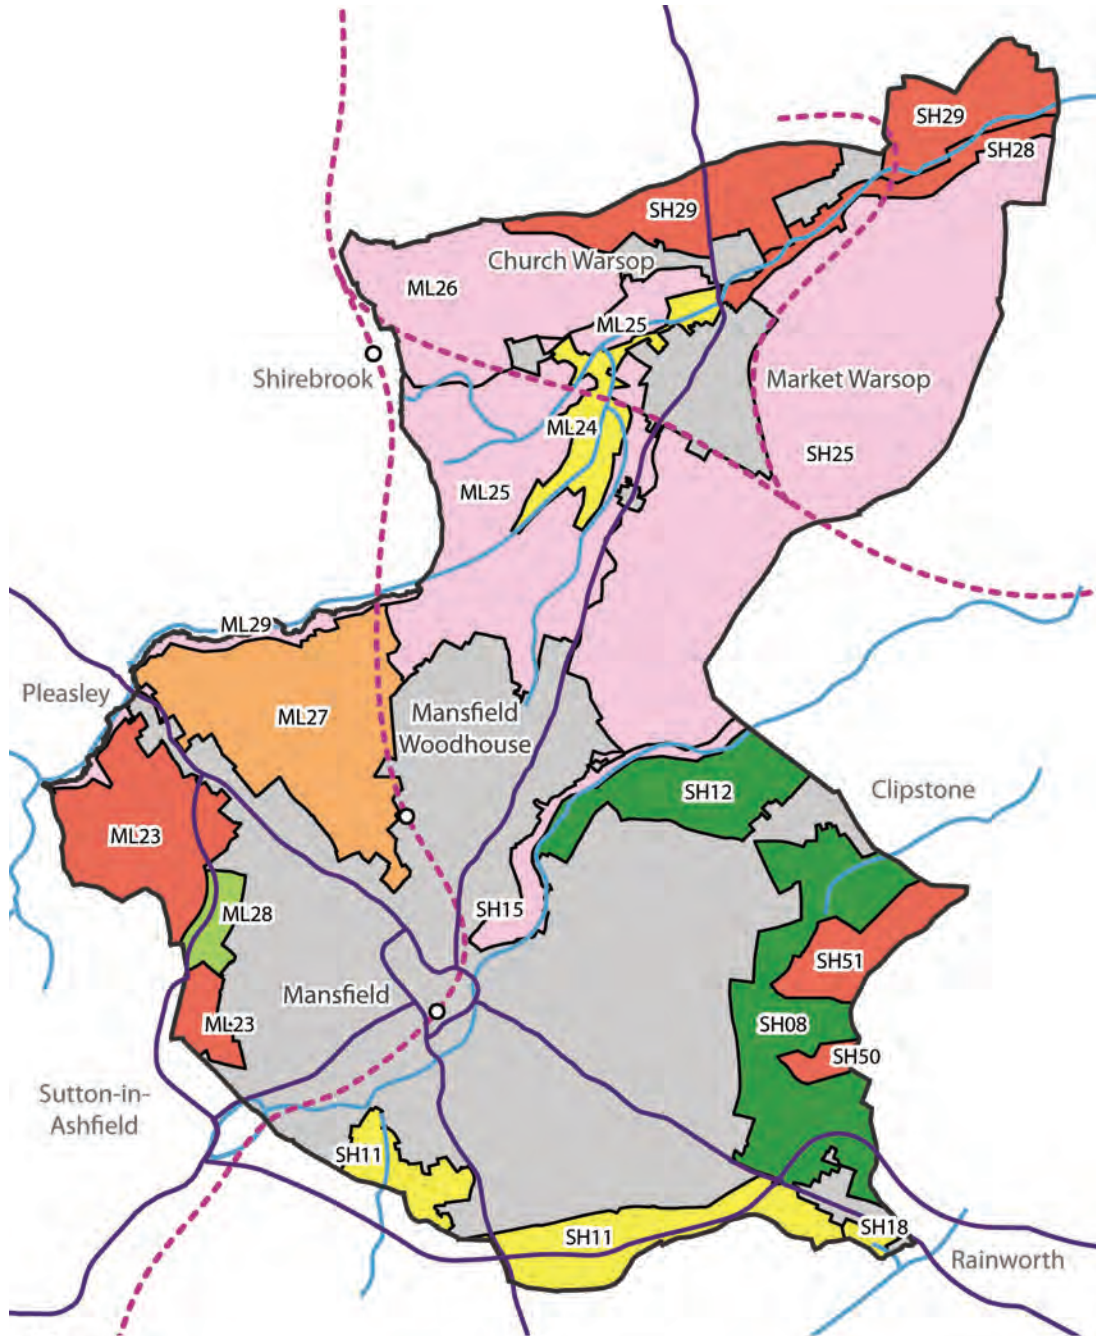 SH29
SH28
SH29
Church Warsop
ML26
ML25
Shirebrook
Market Warsop
ML24
SH25
ML25
ML29
Pleasley
ML27
Mansfield
Woodhouse
SH12
Clipstone
ML23
ML28
SH15
SH51
Mansfield
ML23
SH08
SH50
Sutton-in-
Ashfield
SH11
SH18
SH11
Rainworth